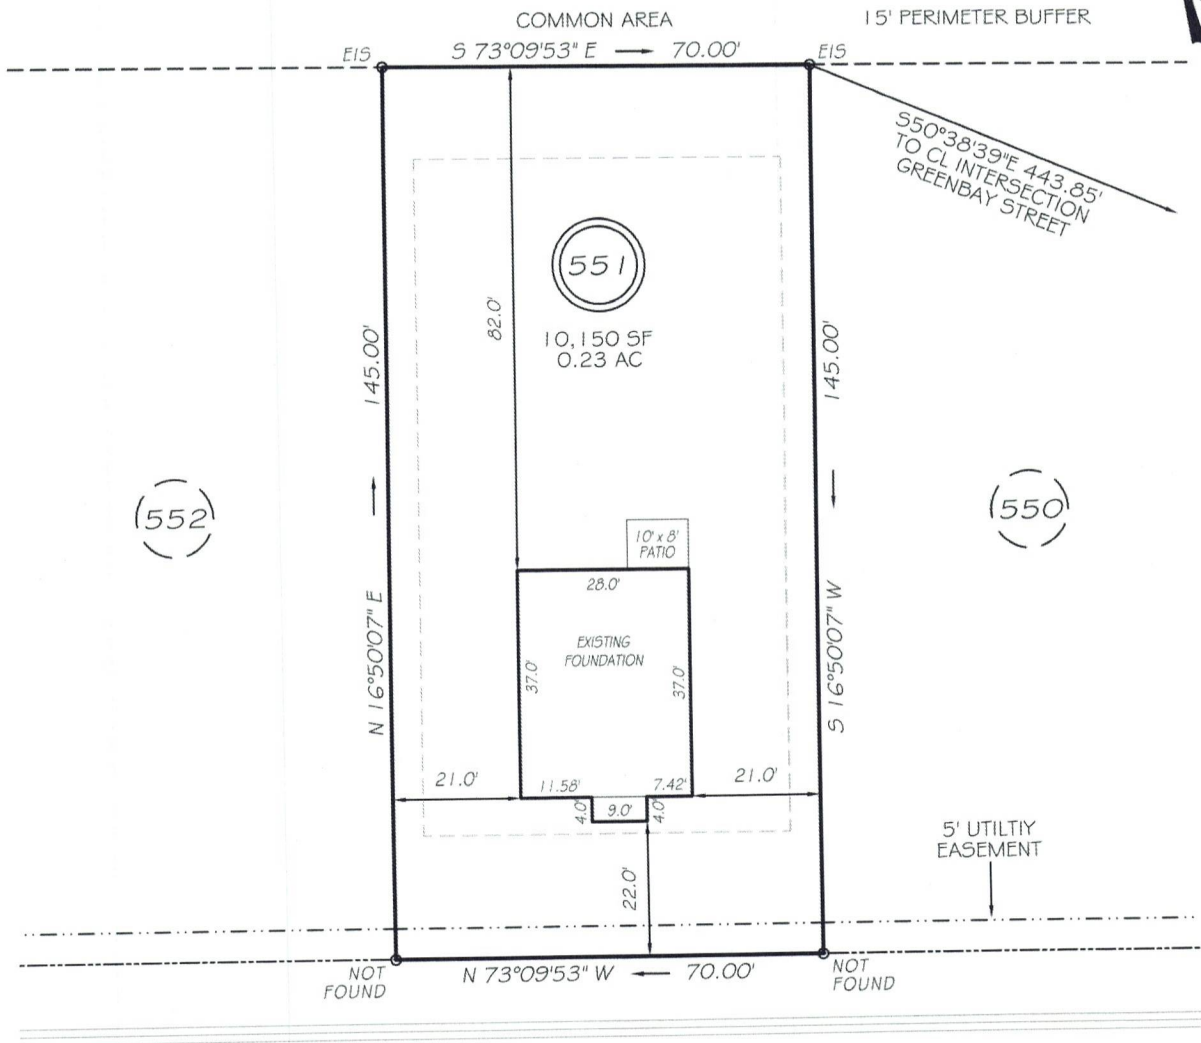 COMMON AREA
15' PERIMETER BUFFER
EIS
S 73°09'53" E
70.00'
EIS
S50°38'39"E 443.85'
TO CL INTERSECTION
GREENBAY STREET
551
10,150 SF
0.23 AC
82.0'
145.00'
145.00'
552
550
10' x 8'
PATIO
28.0'
N 16°50'07" E
EXISTING
FOUNDATION
37.0'
37.0'
S 16°50'07" W
21.0'
11.58'
7.42'
21.0'
4.0'
9.0'
4.0'
5' UTILTIY
EASEMENT
22.0'
NOT
FOUND
N 73°09'53" W
70.00'
NOT
FOUND